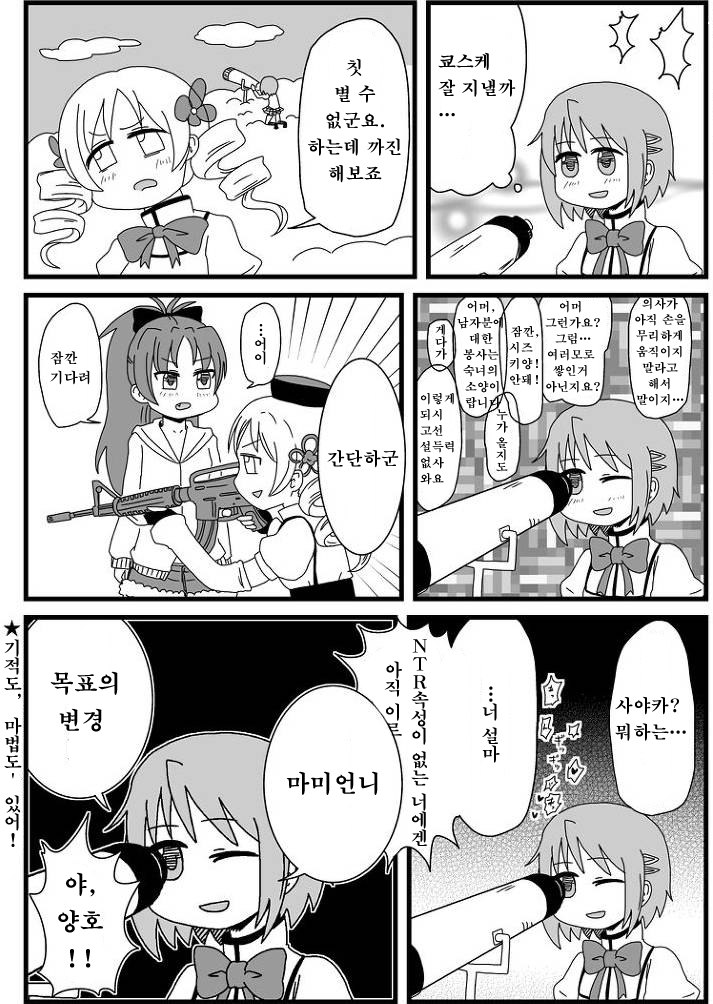 쿄스케
잘 지낼까
…
칫
별 수
없군요.
하는데 까진
해보죠
의사가
아직 손을
무리하게
움직이지
말라고
해서
말이지…
어머
그런가요?
그럼…
여러모로
쌓인거
아닌지요?
잠깐,
시즈
키양!
안돼!
어머,
남자분에
대한
봉사는
숙녀의
소양이
랍니다
누가 올지도
게다가
이렇게
되시
고선
설득력
없사
와요
간단하군
…어이
잠깐
기다려
사야카?
뭐하는…
…너 설마
NTR속성이 없는 너에겐
아직 이르
마미언니
목표의
변경
야,
양호
!!
★기적도, 마법도, 있어!